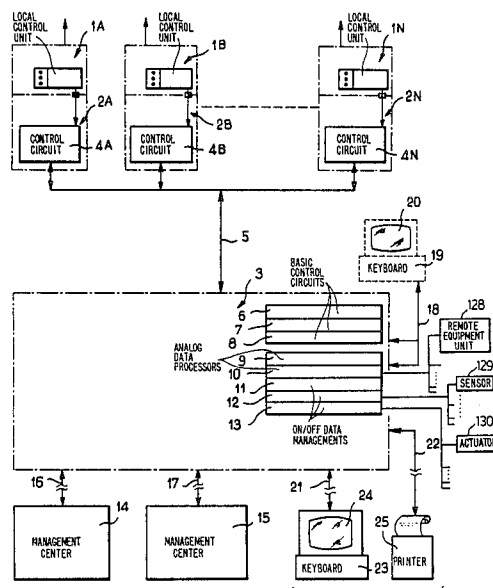 LOCAL CONTROL UNIT
1A
LOCAL CONTROL UNIT
1B
LOCAL CONTROL UNIT
1N
2A
2B
2N
CONTROL CIRCUIT
4A
CONTROL CIRCUIT
4B
CONTROL CIRCUIT
4N
5
20
KEYBOARD
19
3
BASIC CONTROL CIRCUITS
6
7
8
18
128
REMOTE EQUIPMENT UNIT
ANALOG DATA PROCESSORS
9
10
11
12
13
129
SENSOR
130
ACTUATOR
ON/OFF DATA MANAGEMENTS
22
16
17
21
14
MANAGEMENT CENTER
15
MANAGEMENT CENTER
24
KEYBOARD
23
25
PRINTER